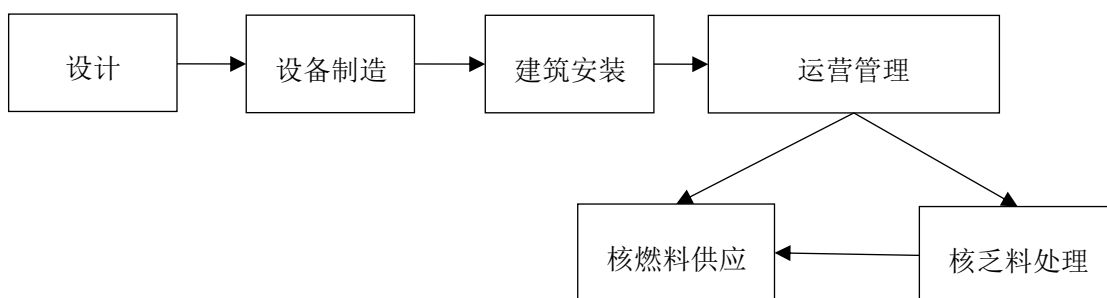 设计
设备制造
建筑安装
运营管理
核燃料供应
核乏料处理